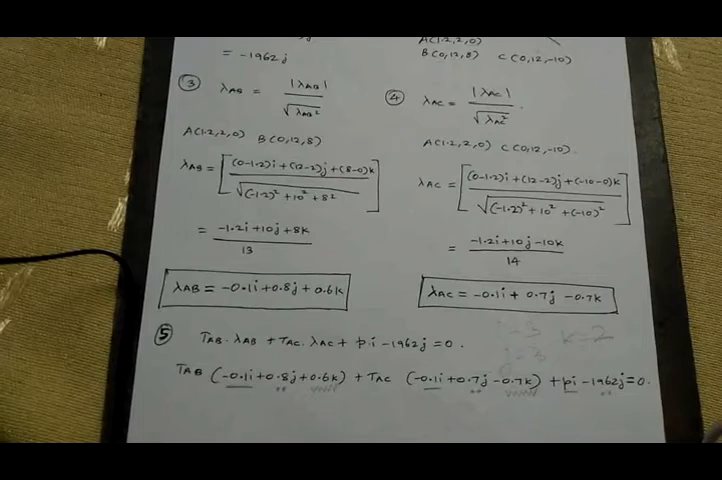 = -1962j
A(1.2,2,0)
B(0,12,8) C(0,12,-10)
③ λAB = |λAB| / √λAB²
A(1.2,2,0) B(0,12,8)
λAB = [(0-1.2)i+(12-2)j+(8-0)k / √(-1.2)²+10²+8²]
= -1.2i+10j+8k / 13
λAB = -0.1i+0.8j+0.6k
④ λAC = |λAC| / √λAC²
A(1.2,2,0) C(0,12,-10)
λAC = [(0-1.2)i+(12-2)j+(-10-0)k / √(-1.2)²+10²+(-10)²]
= -1.2i+10j-10k / 14
λAC = -0.1i+0.7j-0.7k
⑤ TAB.λAB + TAC.λAC + pi -1962j = 0.
TAB (-0.1i+0.8j+0.6k) + TAC (-0.1i+0.7j-0.7k) +pi -1962j=0.